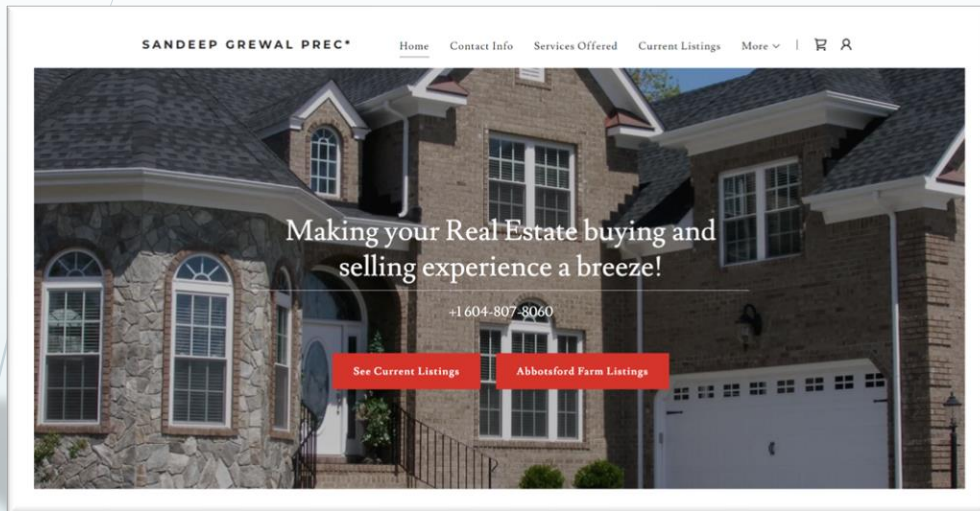 SANDEEP GREWAL PREC*
Home Contact Info Services Offered Current Listings More
Making your Real Estate buying and
selling experience a breeze!
+1 604-807-8060
See Current Listings Abbotsford Farm Listings